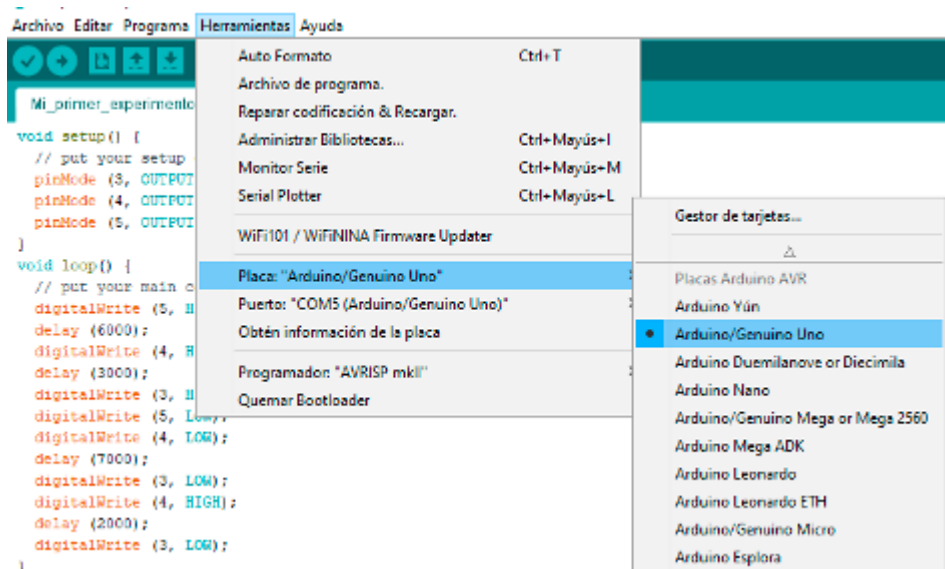 Archivo Editar Programa Herramientas Ayuda
Mi_primer_experimento
void setup() {
// put your setup
pinMode (3, OUTPUT
pinMode (4, OUTPUT
pinMode (5, OUTPUT
}
void loop() {
// put your main c
digitalWrite (5, H
delay (6000);
digitalWrite (4, H
delay (3000);
digitalWrite (3, H
digitalWrite (5, LOW);
digitalWrite (4, LOW);
delay (7000);
digitalWrite (3, LOW);
digitalWrite (4, HIGH);
delay (2000);
digitalWrite (3, LOW);
Auto Formato Ctrl+T
Archivo de programa.
Reparar codificación & Recargar.
Administrar Bibliotecas... Ctrl+Mayús+I
Monitor Serie Ctrl+Mayús+M
Serial Plotter Ctrl+Mayús+L
WiFi101 / WiFiNINA Firmware Updater
Placa: "Arduino/Genuino Uno"
Puerto: "COM5 (Arduino/Genuino Uno)"
Obtén información de la placa
Programador: "AVRISP mkII"
Quemar Bootloader
Gestor de tarjetas...
Placas Arduino AVR
Arduino Yún
Arduino/Genuino Uno
Arduino Duemilanove or Diecimila
Arduino Nano
Arduino/Genuino Mega or Mega 2560
Arduino Mega ADK
Arduino Leonardo
Arduino Leonardo ETH
Arduino/Genuino Micro
Arduino Esplora